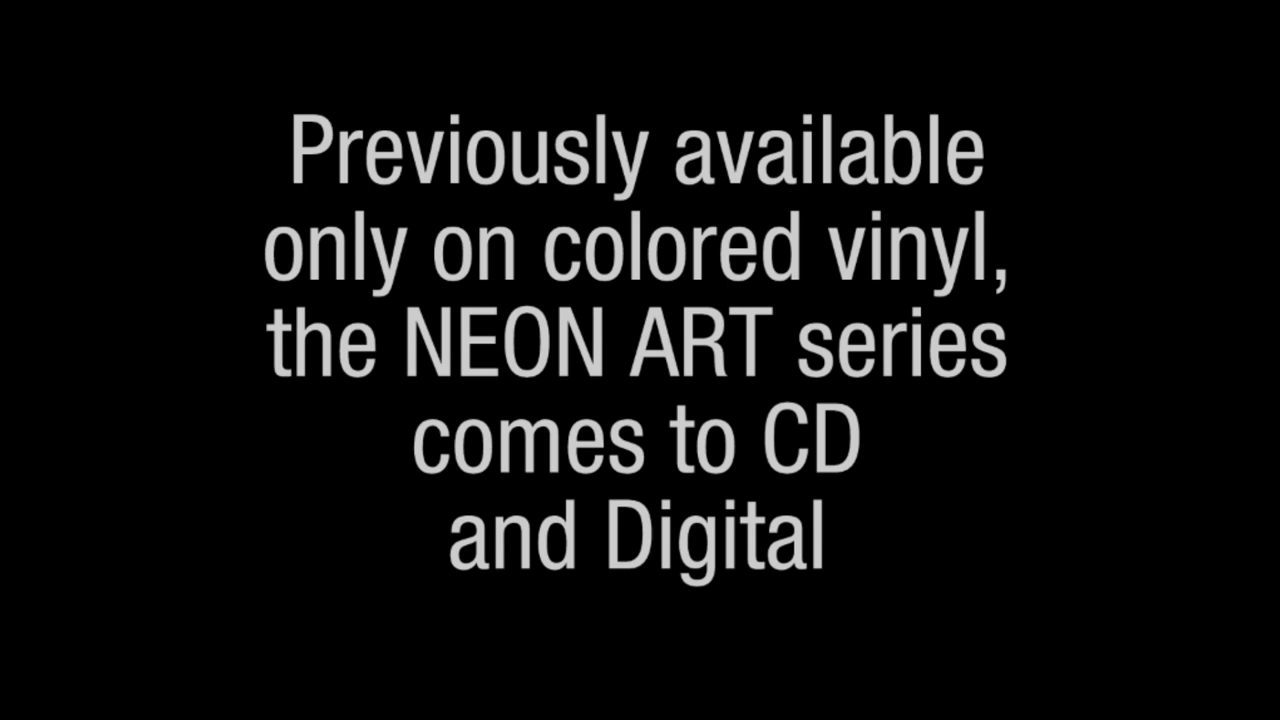 Previously available
only on colored vinyl,
the NEON ART series
comes to CD
and Digital